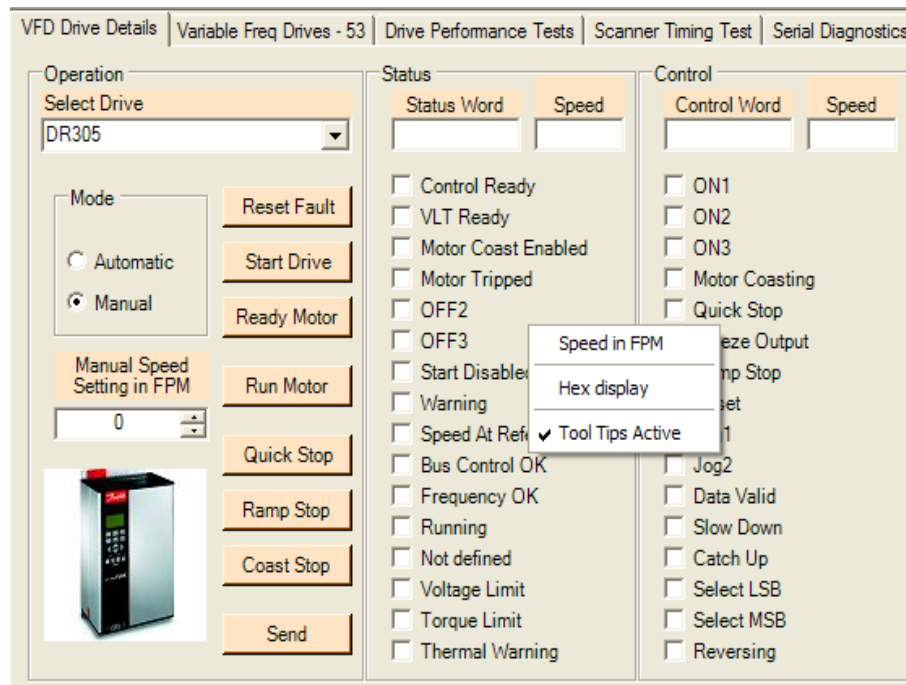 VFD Drive Details
Variable Freq Drives - 53
Drive Performance Tests
Scanner Timing Test
Serial Diagnostics
Operation
Select Drive
DR305
Mode
Automatic
Manual
Manual Speed
Setting in FPM
0
Reset Fault
Start Drive
Ready Motor
Run Motor
Quick Stop
Ramp Stop
Coast Stop
Send
Danfoss
Status
Status Word
Speed
Control Ready
VLT Ready
Motor Coast Enabled
Motor Tripped
OFF2
OFF3
Start Disabled
Warning
Speed At Ref
Bus Control OK
Frequency OK
Running
Not defined
Voltage Limit
Torque Limit
Thermal Warning
Speed in FPM
Hex display
Tool Tips Active
Control
Control Word
Speed
ON1
ON2
ON3
Motor Coasting
Quick Stop
eze Output
mp Stop
set
1
Jog2
Data Valid
Slow Down
Catch Up
Select LSB
Select MSB
Reversing